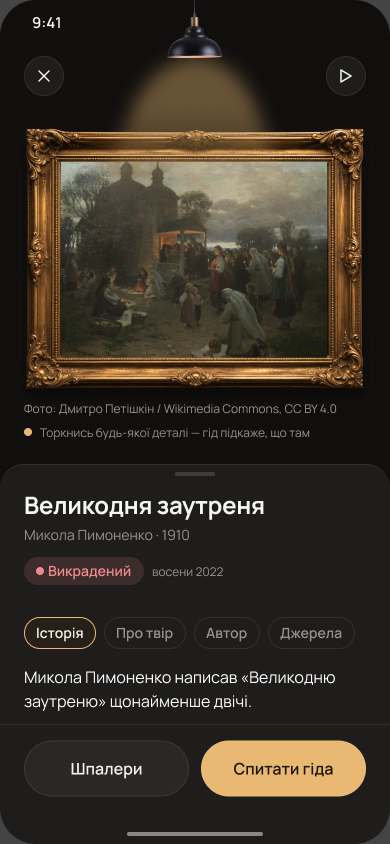 9:41
Фото: Дмитро Петішкін / Wikimedia Commons, CC BY 4.0
Торкнись будь-якої деталі — гід підкаже, що там
Великодня заутреня
Микола Пимоненко · 1910
Викрадений восени 2022
Історія Про твір Автор Джерела
Микола Пимоненко написав «Великодню
заутреню» щонайменше двічі.
Шпалери Спитати гіда